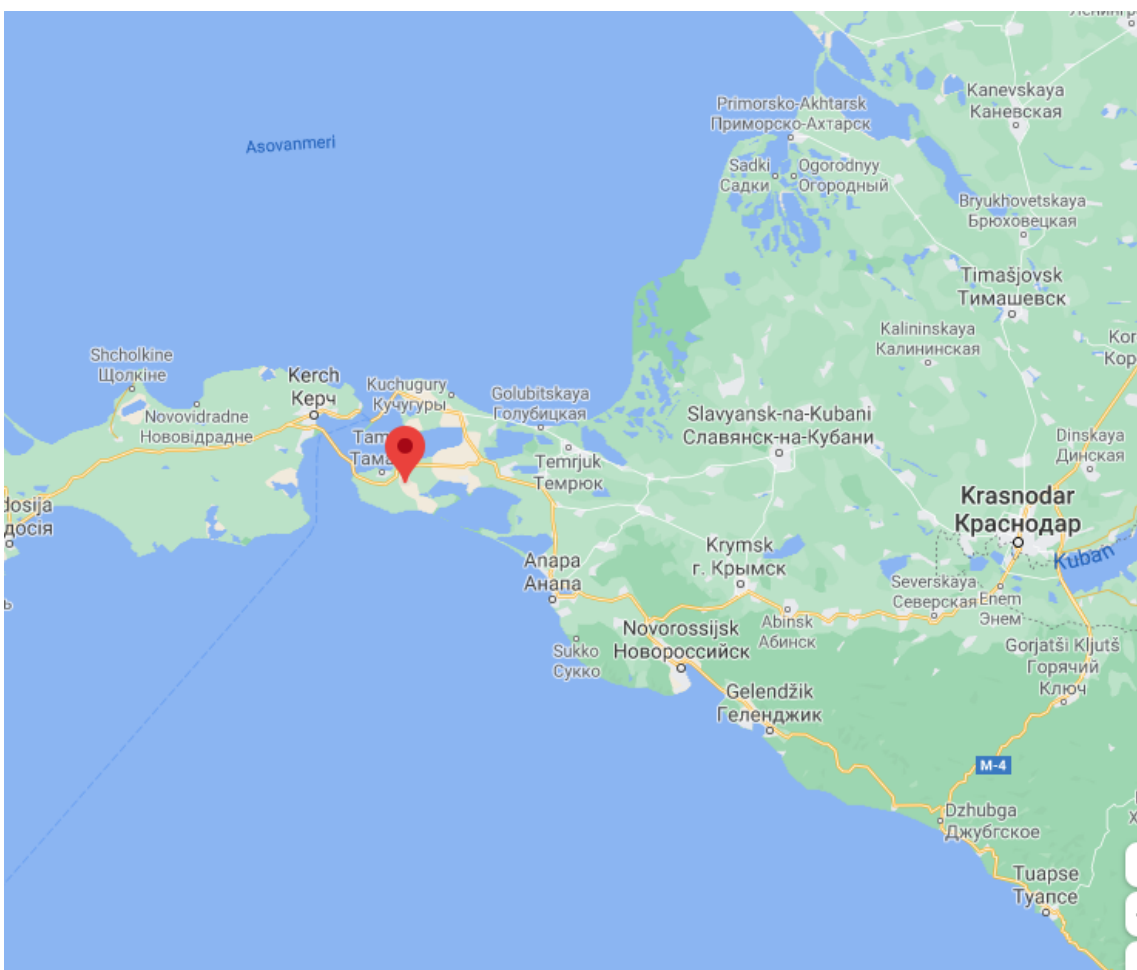 Primorsko-Akhtarsk
Приморско-Ахтарск
Kanevskaya
Каневская
Asovanmeri
Sadki
Садки
Ogorodnyy
Огородный
Bryukhovetskaya
Брюховецкая
Timašjovsk
Тимашевск
Kalininskaya
Калининская
Shcholkine
Щолкіне
Kerch
Керч
Kuchugury
Кучугуры
Golubitskaya
Голубицкая
Novovidradne
Нововідрадне
Slavyansk-na-Kubani
Славянск-на-Кубани
Dinskaya
Динская
Temrjuk
Темрюк
Krasnodar
Краснодар
Kuban
Anapa
Анапа
Krymsk
г. Крымск
Severskaya
Северская
Enem
Энем
Abinsk
Абинск
Novorossijsk
Новороссийск
Sukko
Сукко
Gorjatši Kljutš
Горячий
Ключ
Gelendžik
Геленджик
M-4
Dzhubga
Джубгское
Tuapse
Туапсе